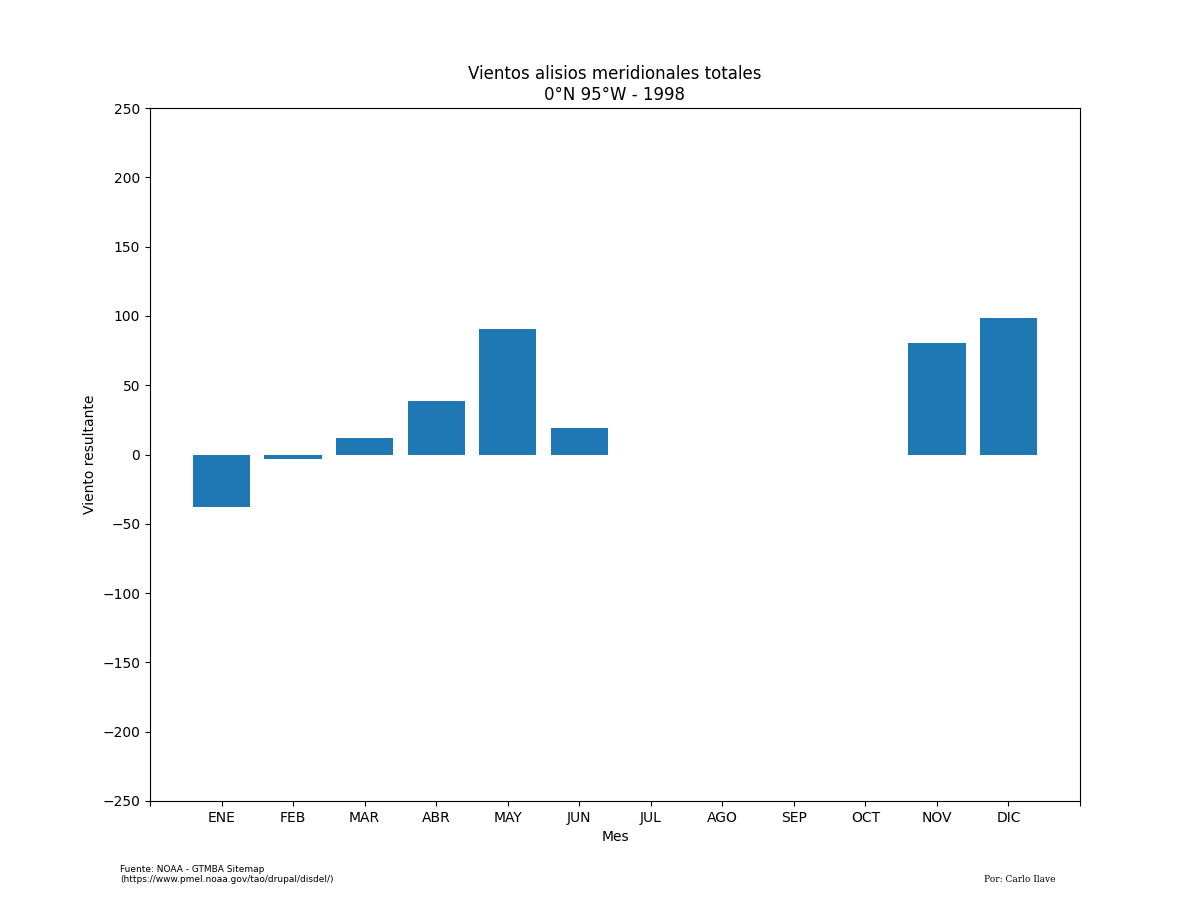 Vientos alisios meridionales totales
0°N 95°W - 1998
250
200
150
100
50
0
−50
−100
−150
−200
−250
Viento resultante
ENE FEB MAR ABR MAY JUN JUL AGO SEP OCT NOV DIC
Mes
Fuente: NOAA - GTMBA Sitemap
(https://www.pmel.noaa.gov/tao/drupal/disdel/)
Por: Carlo Ilave